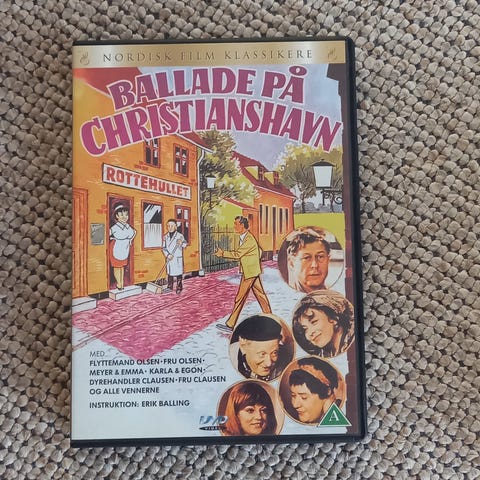 NORDISK FILM KLASSIKERE
BALLADE PÅ
CHRISTIANSHAVN
ROTTEHULLET
MED
FLYTTEMAND OLSEN · FRU OLSEN ·
MEYER & EMMA · KARLA & EGON ·
DYREHANDLER CLAUSEN · FRU CLAUSEN
OG ALLE VENNERNE
INSTRUKTION: ERIK BALLING
DVD
VIDEO
A